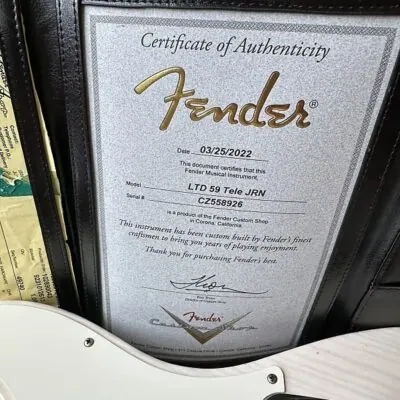 Certificate of Authenticity
Fender®
Date 03/25/2022
This document certifies that this
Fender Musical Instrument,
Model LTD 59 Tele JRN
Serial # CZ558926
is a product of the Fender Custom Shop
in Corona, California.
This instrument has been custom built by Fender's finest
craftsmen to bring you years of playing enjoyment.
Thank you for purchasing Fender's best.
Fender
Custom Shop